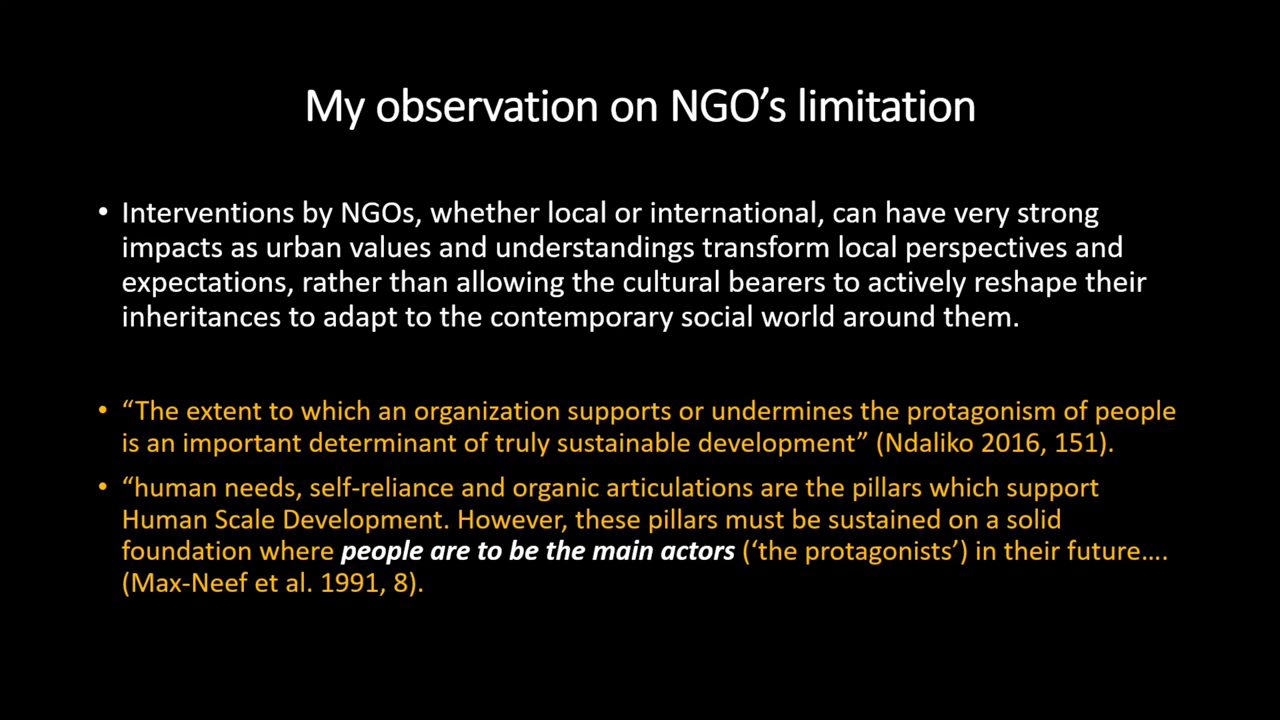 My observation on NGO’s limitation
• Interventions by NGOs, whether local or international, can have very strong
impacts as urban values and understandings transform local perspectives and
expectations, rather than allowing the cultural bearers to actively reshape their
inheritances to adapt to the contemporary social world around them.
• “The extent to which an organization supports or undermines the protagonism of people
is an important determinant of truly sustainable development” (Ndaliko 2016, 151).
• “human needs, self-reliance and organic articulations are the pillars which support
Human Scale Development. However, these pillars must be sustained on a solid
foundation where people are to be the main actors (‘the protagonists’) in their future….
(Max-Neef et al. 1991, 8).